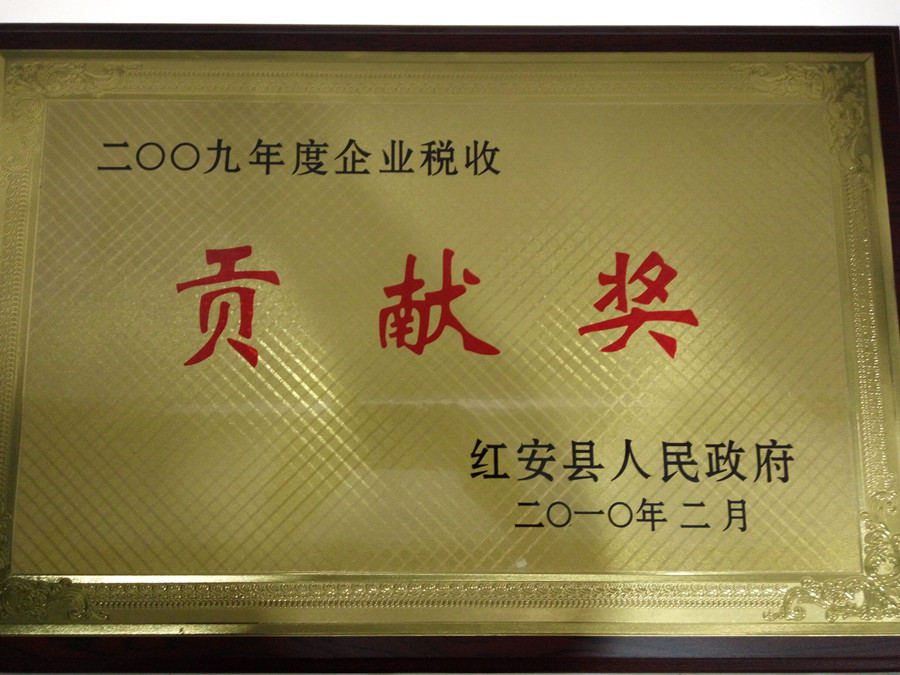 二〇〇九年度企业税收
贡献奖
红安县人民政府
二〇一〇年二月